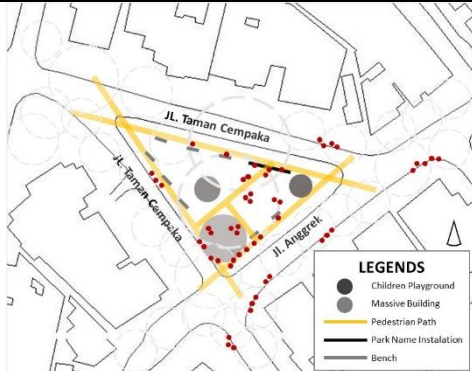 JL. Taman Cempaka
JL. Taman Cempaka
JL. Anggrek
LEGENDS
Children Playground
Massive Building
Pedestrian Path
Park Name Instalation
Bench